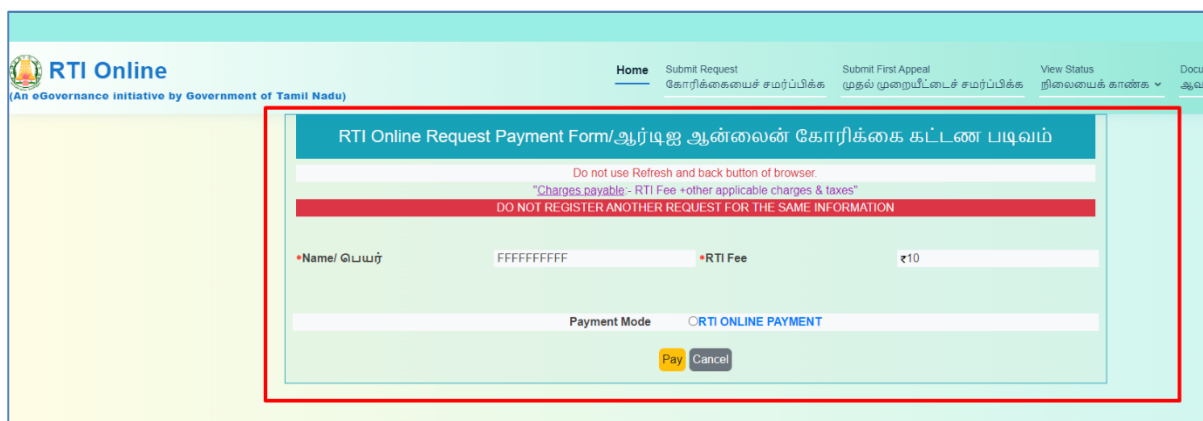 RTI Online
(An eGovernance initiative by Government of Tamil Nadu)
Home
Submit Request
கோரிக்கையைச் சமர்ப்பிக்க
Submit First Appeal
முதல் முறையீட்டைச் சமர்ப்பிக்க
View Status
நிலையைக் காண்க
RTI Online Request Payment Form/ஆர்டிஐ ஆன்லைன் கோரிக்கை கட்டண படிவம்
Do not use Refresh and back button of browser.
"Charges payable:- RTI Fee +other applicable charges & taxes"
DO NOT REGISTER ANOTHER REQUEST FOR THE SAME INFORMATION
*Name/ பெயர் FFFFFFFFFF *RTI Fee ₹10
Payment Mode RTI ONLINE PAYMENT
Pay Cancel